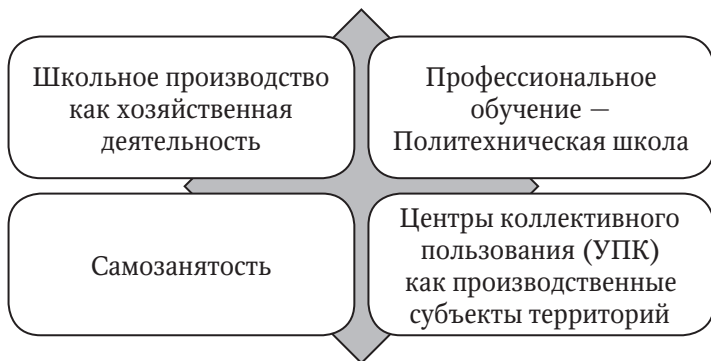 Школьное производство
как хозяйственная
деятельность
Профессиональное
обучение —
Политехническая школа
Самозанятость
Центры коллективного
пользования (УПК)
как производственные
субъекты территорий